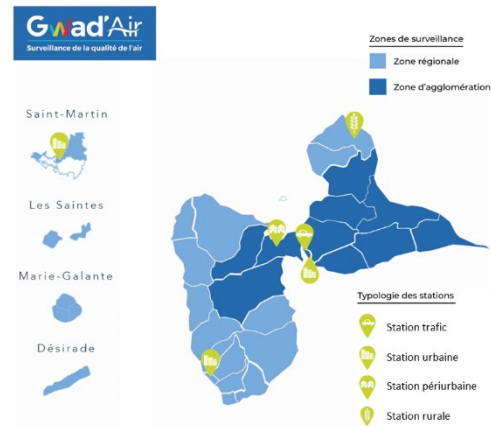 Gwad'Air
Surveillance de la qualité de l'air
Zones de surveillance
Zone régionale
Zone d'agglomération
Saint-Martin
Les Saintes
Marie-Galante
Désirade
Typologie des stations
Station trafic
Station urbaine
Station périurbaine
Station rurale